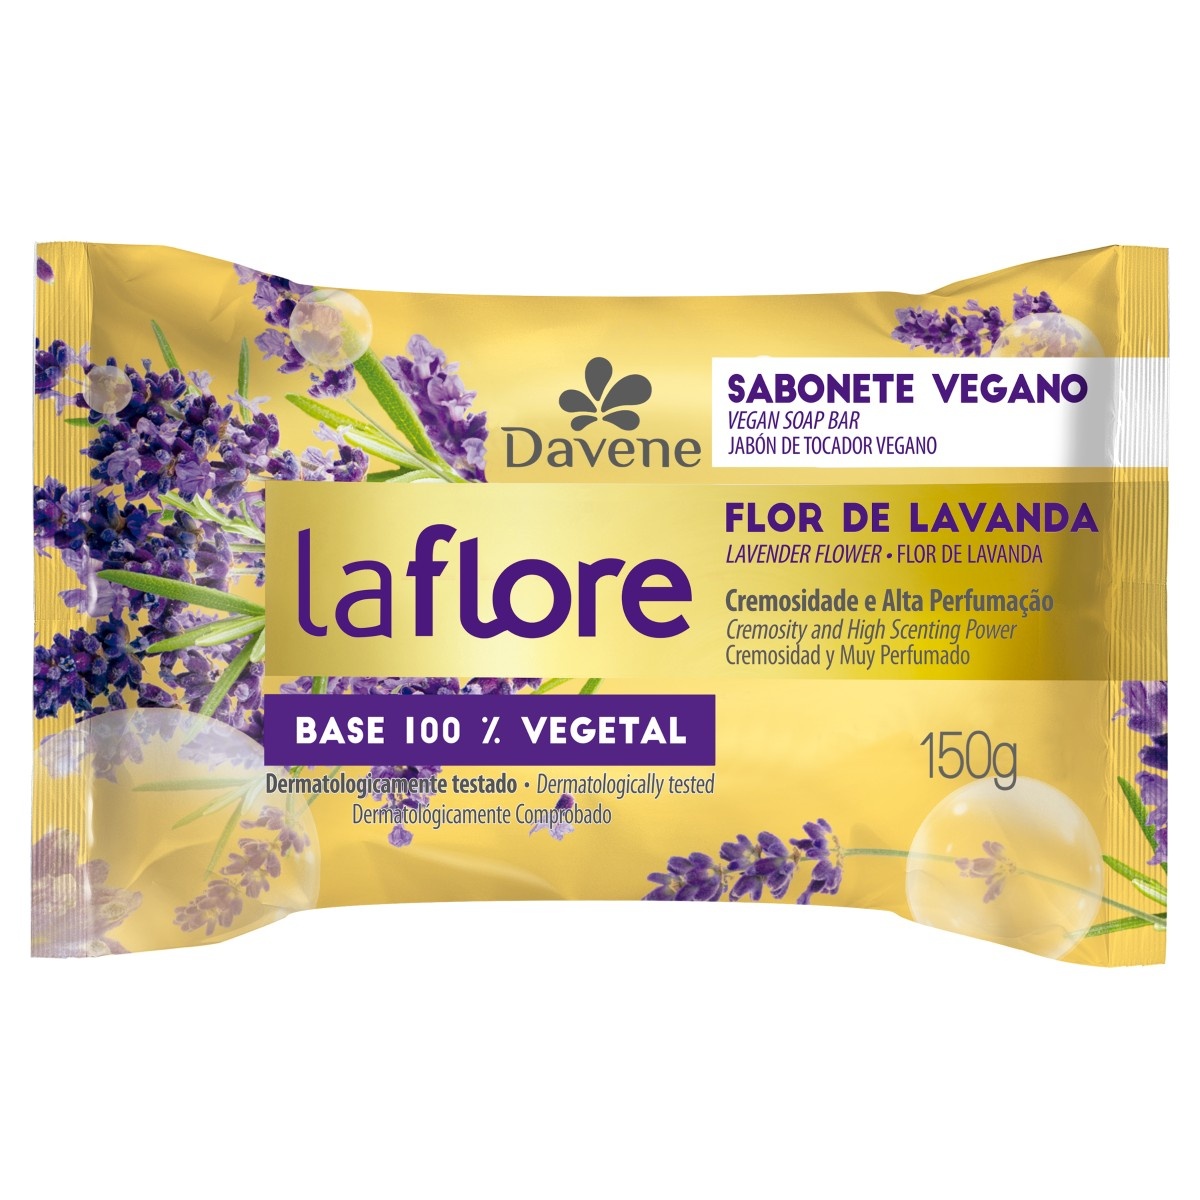 Davene
SABONETE VEGANO
VEGAN SOAP BAR
JABÓN DE TOCADOR VEGANO
laflore
FLOR DE LAVANDA
LAVENDER FLOWER • FLOR DE LAVANDA
Cremosidade e Alta Perfumação
Cremosity and High Scenting Power
Cremosidad y Muy Perfumado
BASE 100 % VEGETAL
Dermatologicamente testado • Dermatologically tested
Dermatologicamente Comprobado
150g